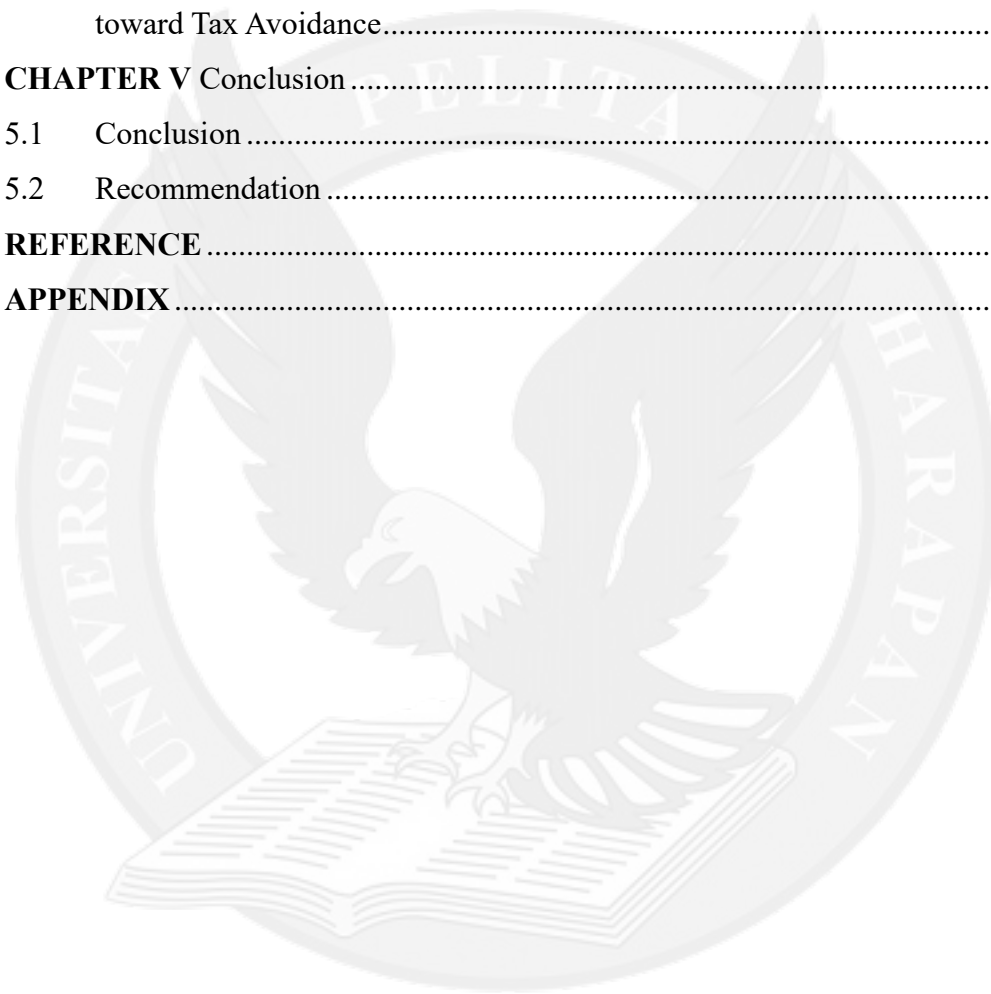 toward Tax Avoidance................................................................................
CHAPTER V Conclusion....................................................................................
5.1 Conclusion.................................................................................................
5.2 Recommendation.......................................................................................
REFERENCE......................................................................................................
APPENDIX..........................................................................................................
UNIVERSITAS PELITA HARAPAN